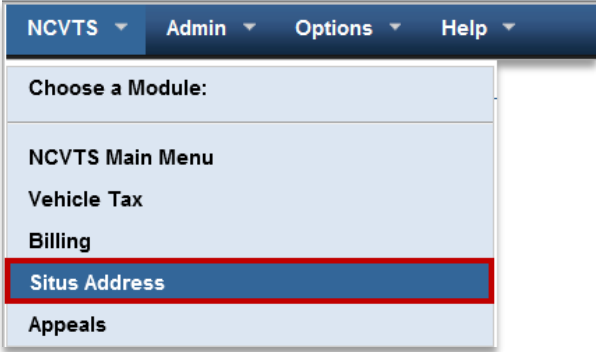 NCVTS Admin Options Help
Choose a Module:
NCVTS Main Menu
Vehicle Tax
Billing
Situs Address
Appeals